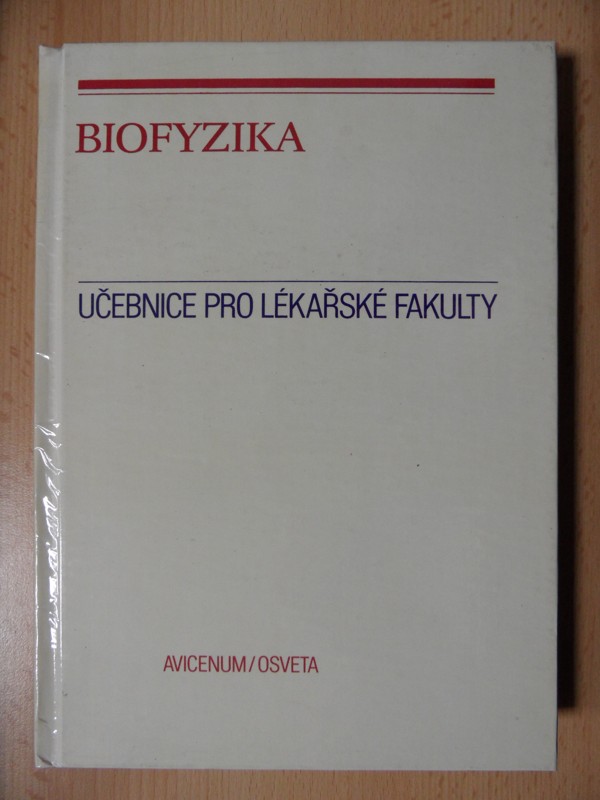 BIOFYZIKA
UČEBNICE PRO LÉKAŘSKÉ FAKULTY
AVICENUM/OSVETA